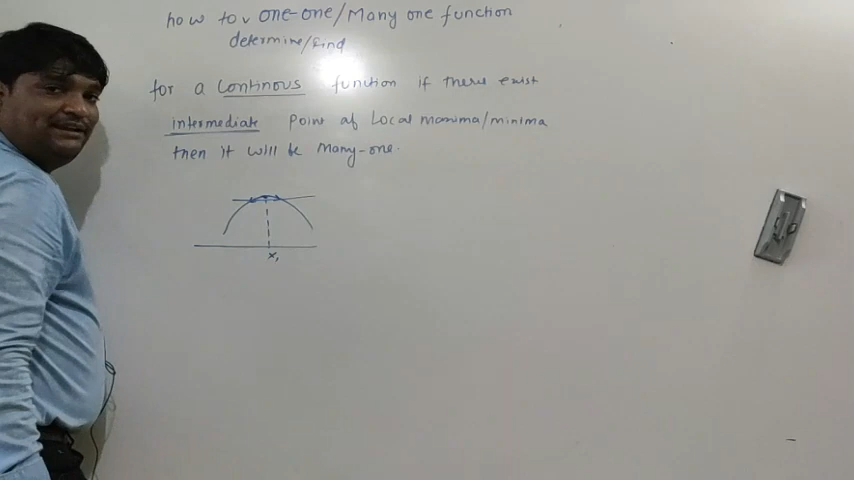 how to one-one/Many one function
determine/find
for a continous function if there exist
intermediate point of Local maxima/minima
then it will be Many-one.
x₁